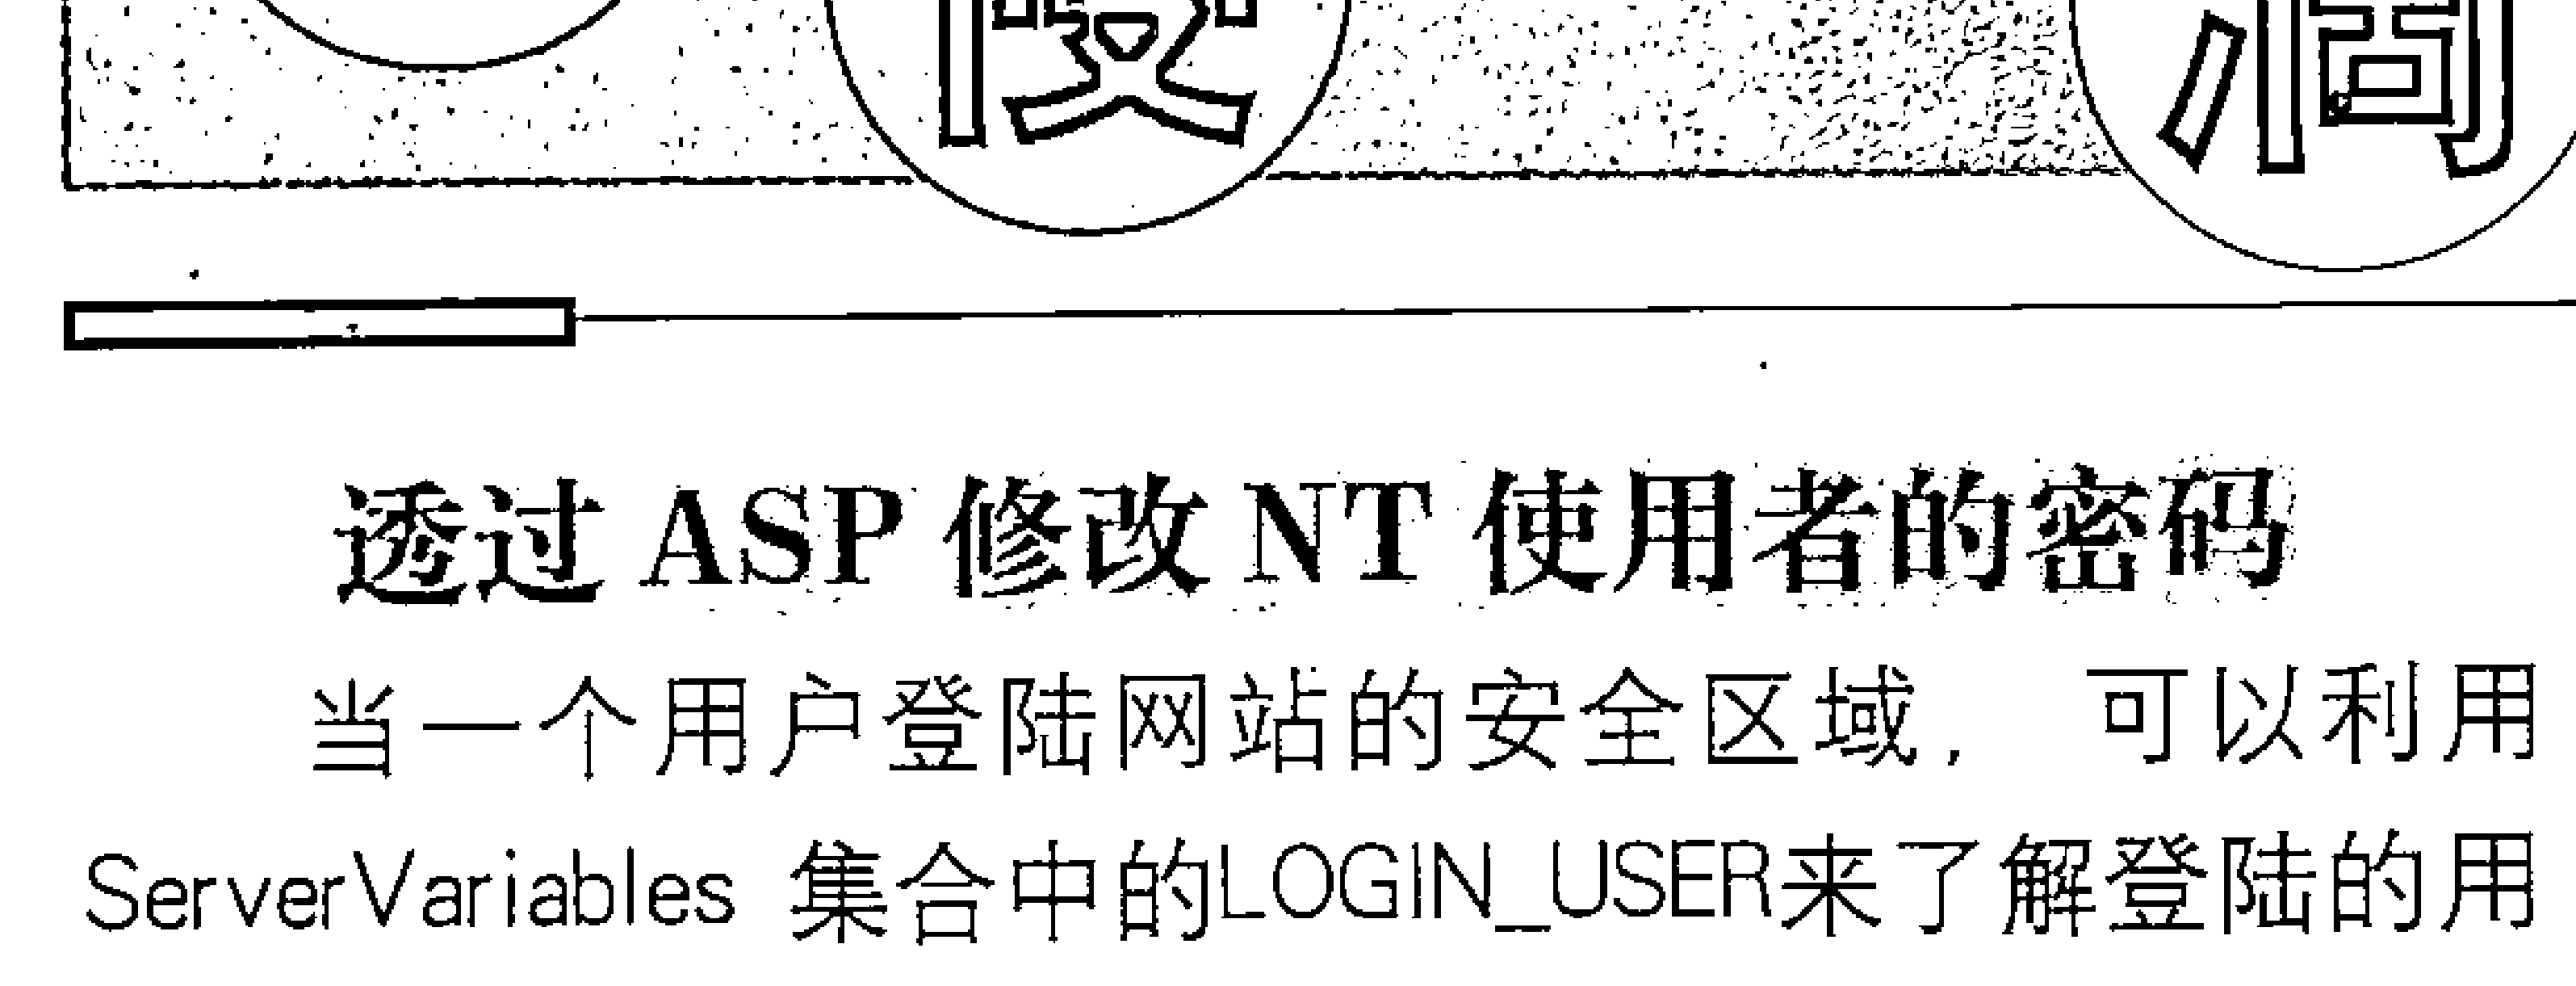 透过 ASP 修改 NT 使用者的密码
当一个用户登陆网站的安全区域， 可以利用
ServerVariables 集合中的LOGIN_USER来了解登陆的用